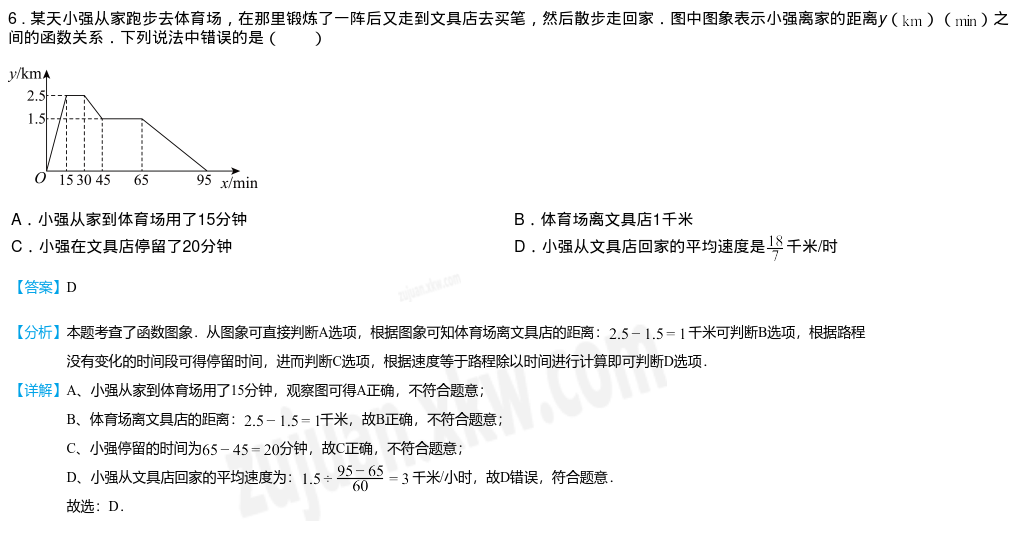 6．某天小强从家跑步去体育场，在那里锻炼了一阵后又走到文具店去买笔，然后散步走回家．图中图象表示小强离家的距离y（km）（min）之
间的函数关系．下列说法中错误的是（　　）
y/km
2.5
1.5
O 15 30 45 65 95 x/min
A．小强从家到体育场用了15分钟 B．体育场离文具店1千米
C．小强在文具店停留了20分钟 D．小强从文具店回家的平均速度是18/7千米/时
【答案】D
【分析】本题考查了函数图象．从图象可直接判断A选项，根据图象可知体育场离文具店的距离：2.5－1.5＝1千米可判断B选项，根据路程
没有变化的时间段可得停留时间，进而判断C选项，根据速度等于路程除以时间进行计算即可判断D选项．
【详解】A、小强从家到体育场用了15分钟，观察图可得A正确，不符合题意；
B、体育场离文具店的距离：2.5－1.5＝1千米，故B正确，不符合题意；
C、小强停留的时间为65－45＝20分钟，故C正确，不符合题意；
D、小强从文具店回家的平均速度为：1.5÷(95－65)/60＝3千米/小时，故D错误，符合题意．
故选：D．
zujuan.xkw.com
zujuan.xkw.com